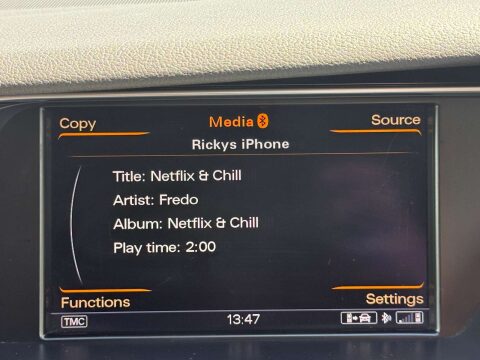 Copy Media Source
Rickys iPhone
Title: Netflix & Chill
Artist: Fredo
Album: Netflix & Chill
Play time: 2:00
Functions Settings
TMC 13:47